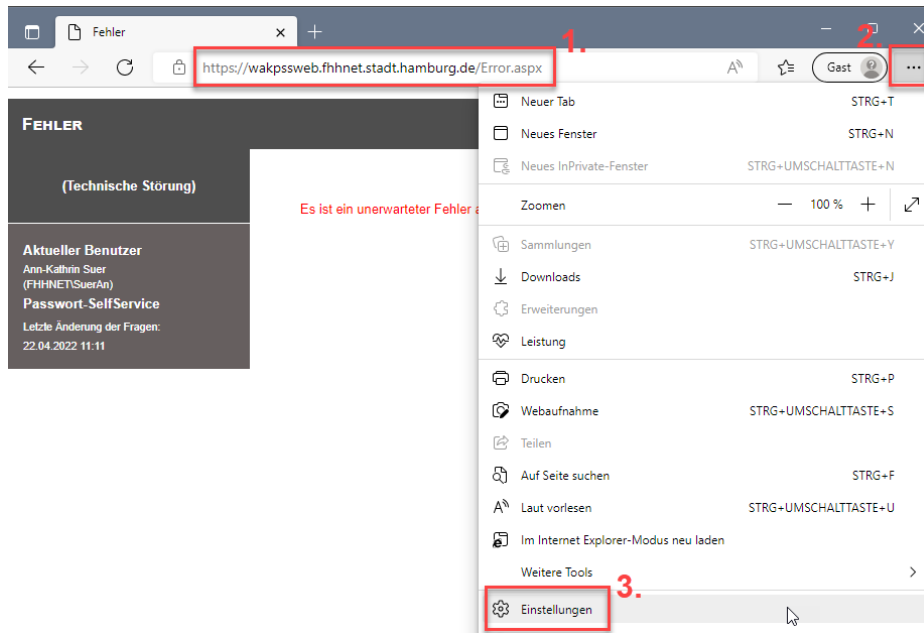 Fehler
1.
2.
https://wakpssweb.fhhnet.stadt.hamburg.de/Error.aspx
Gast
FEHLER
(Technische Störung)
Es ist ein unerwarteter Fehler
Aktueller Benutzer
Ann-Kathrin Suer
(FHHNET\SuerAn)
Passwort-SelfService
Letzte Änderung der Fragen:
22.04.2022 11:11
Neuer Tab STRG+T
Neues Fenster STRG+N
Neues InPrivate-Fenster STRG+UMSCHALTTASTE+N
Zoomen 100 %
Sammlungen STRG+UMSCHALTTASTE+Y
Downloads STRG+J
Erweiterungen
Leistung
Drucken STRG+P
Webaufnahme STRG+UMSCHALTTASTE+S
Teilen
Auf Seite suchen STRG+F
Laut vorlesen STRG+UMSCHALTTASTE+U
Im Internet Explorer-Modus neu laden
Weitere Tools
3.
Einstellungen